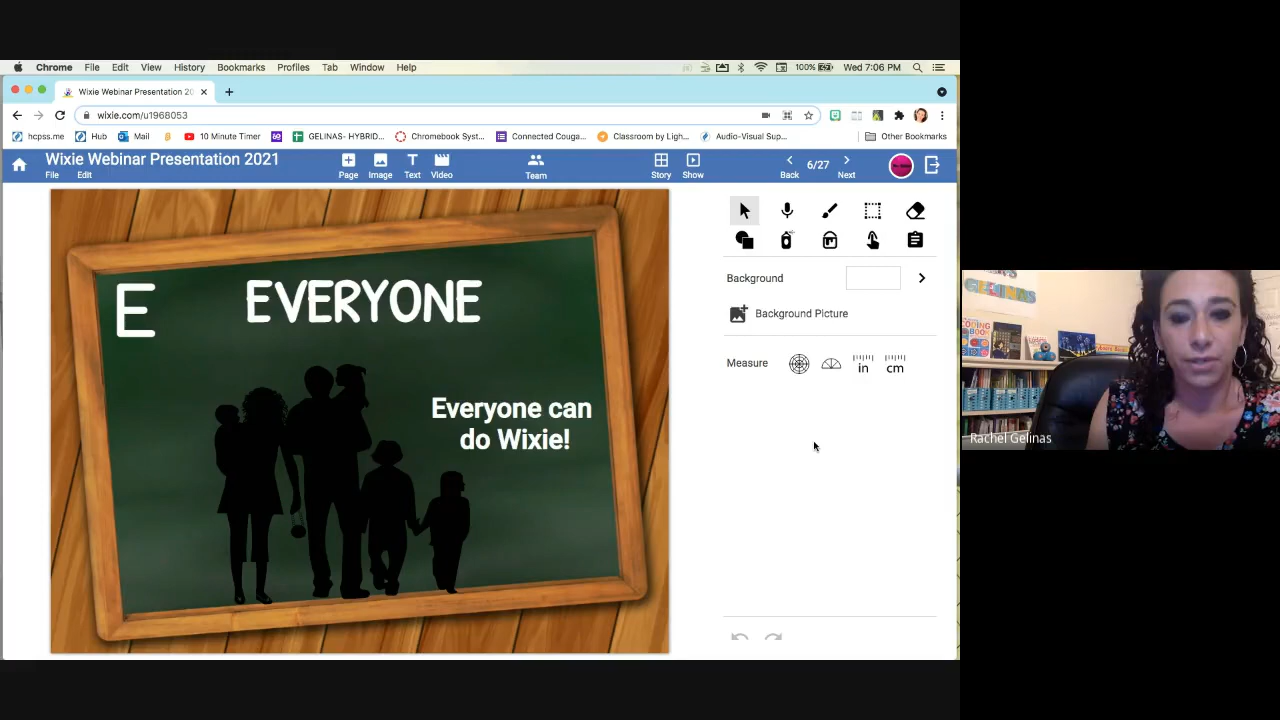 Chrome File Edit View History Bookmarks Profiles Tab Window Help 100% Wed 7:06 PM
Wixie Webinar Presentation 20
wixie.com/u1968053
hcpss.me Hub Mail 10 Minute Timer GELINAS- HYBRID... Chromebook Syst... Connected Couga... Classroom by Ligh... Audio-Visual Sup... Other Bookmarks
Wixie Webinar Presentation 2021
File Edit
Page Image Text Video Team Story Show Back 6/27 Next
E EVERYONE
Everyone can
do Wixie!
Background
Background Picture
Measure in cm
GELINAS
Rachel Gelinas